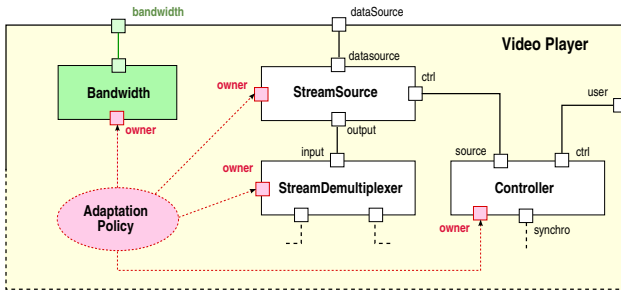 bandwidth
dataSource
Video Player
datasource
ctrl
user
owner
StreamSource
Bandwidth
owner
output
input
source
ctrl
owner
StreamDemultiplexer
Controller
Adaptation
Policy
owner
synchro